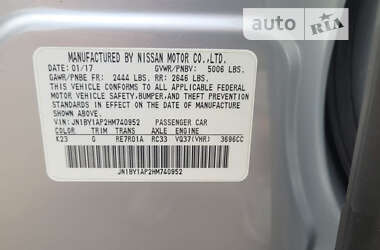 auto RIA
MANUFACTURED BY NISSAN MOTOR CO.,LTD.
DATE: 01/17 GVWR/PNBV: 5006 LBS.
GAWR/PNBE FR: 2444 LBS. RR: 2646 LBS.
THIS VEHICLE CONFORMS TO ALL APPLICABLE FEDERAL
MOTOR VEHICLE SAFETY,BUMPER,AND THEFT PREVENTION
STANDARDS IN EFFECT ON THE DATE OF MANUFACTURE
SHOWN ABOVE.
VIN: JN1BY1AP2HM740952 PASSENGER CAR
COLOR TRIM TRANS AXLE ENGINE
K23 G RE7R01A RC33 VQ37(VHR) 3696CC
JN1BY1AP2HM740952